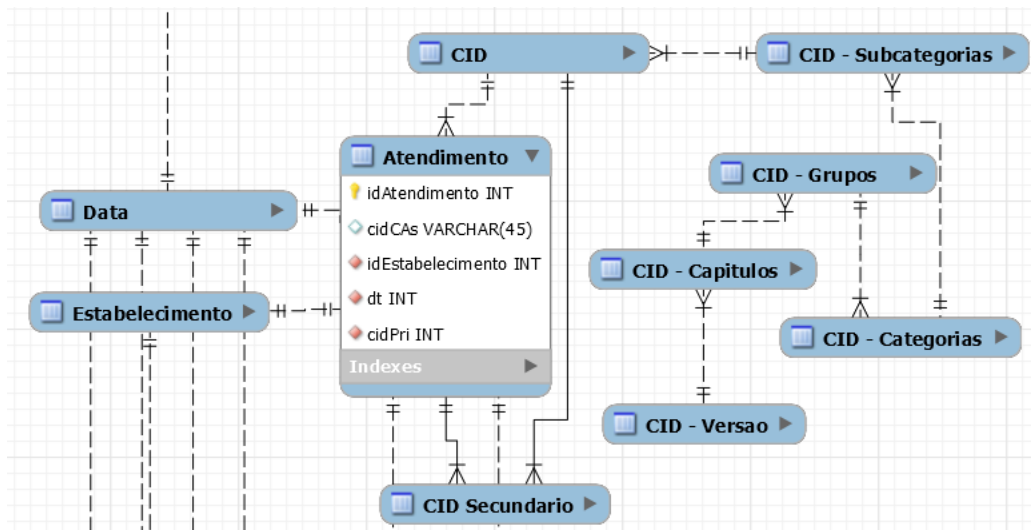 CID
CID - Subcategorias
Atendimento
idAtendimento INT
cidCAs VARCHAR(45)
idEstabelecimento INT
dt INT
cidPri INT
Indexes
Data
Estabelecimento
CID - Grupos
CID - Capitulos
CID - Categorias
CID - Versao
CID Secundario